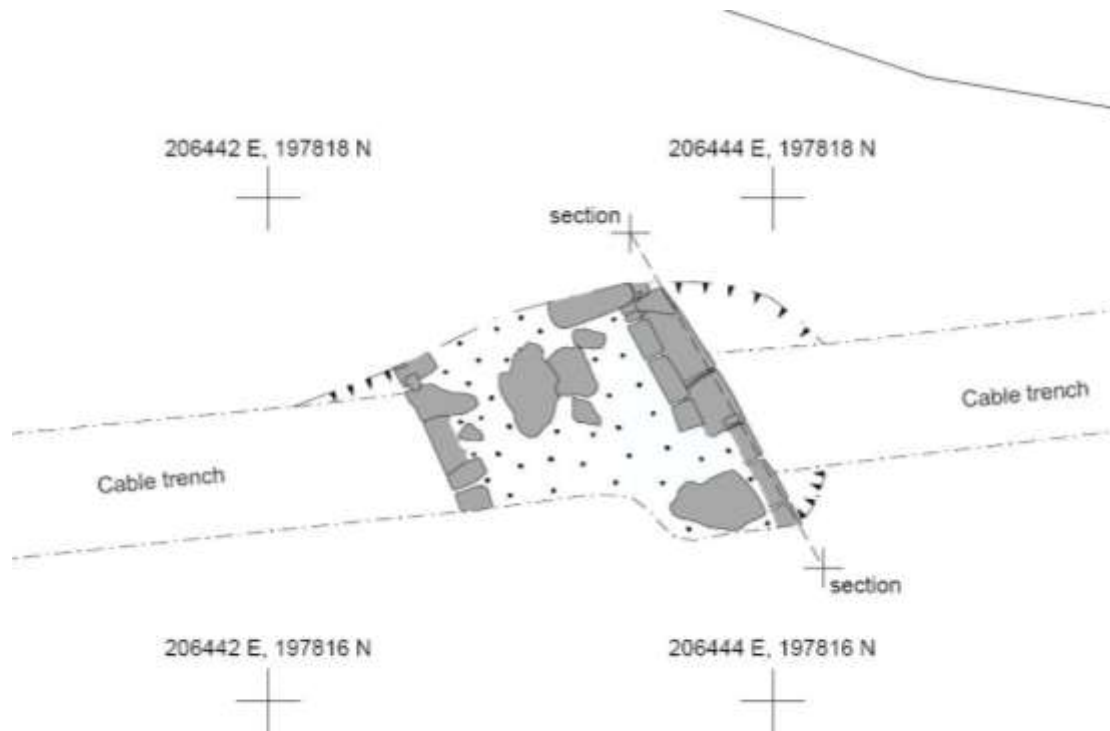 206442 E, 197818 N
206444 E, 197818 N
section
Cable trench
Cable trench
section
206442 E, 197816 N
206444 E, 197816 N